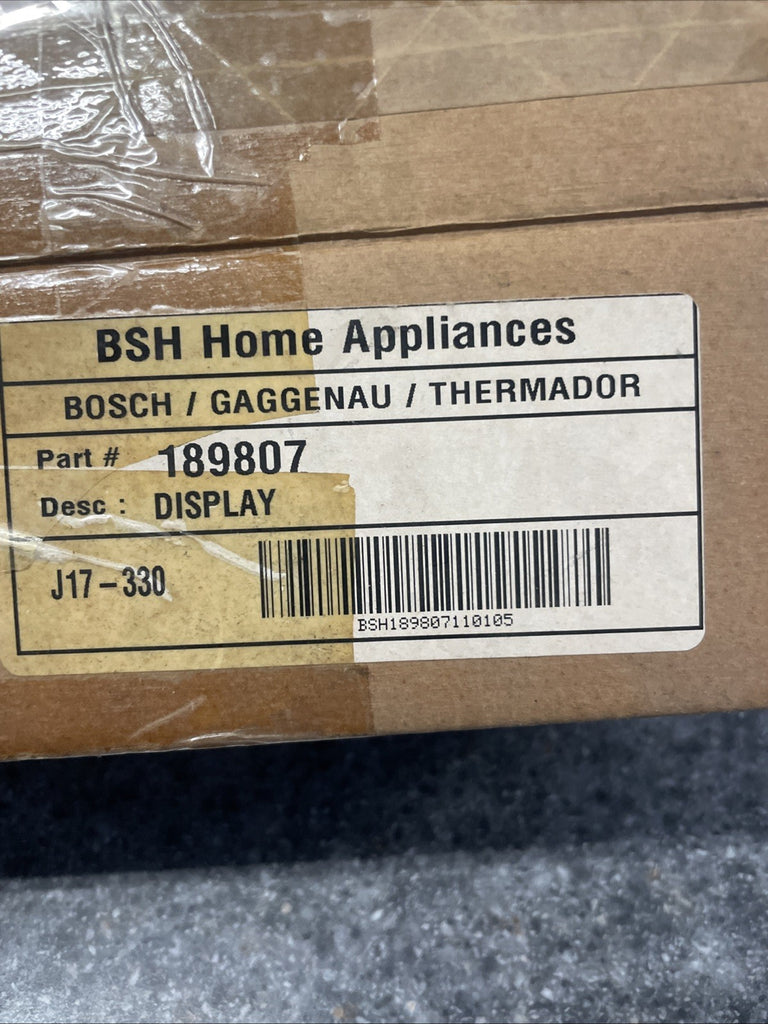 BSH Home Appliances
BOSCH / GAGGENAU / THERMADOR
Part # 189807
Desc : DISPLAY
J17-330
BSH189807110105